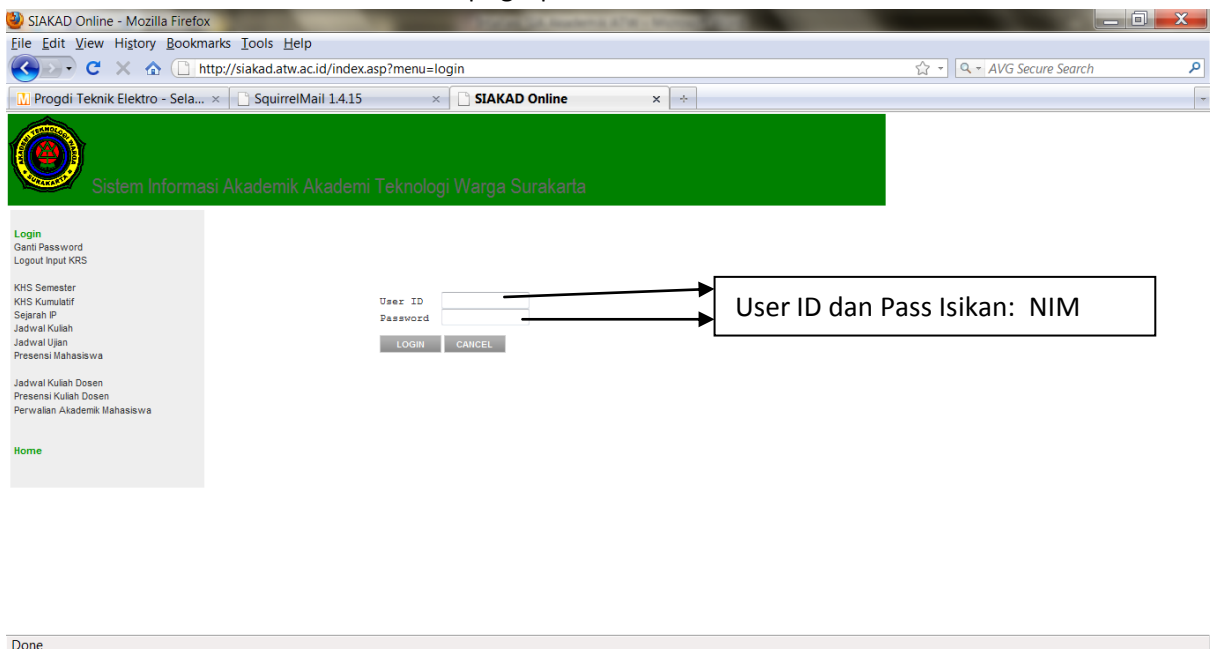 SIAKAD Online - Mozilla Firefox
File Edit View History Bookmarks Tools Help
http://siakad.atw.ac.id/index.asp?menu=login
AVG Secure Search
Progdi Teknik Elektro - Sela...
SquirrelMail 1.4.15
SIAKAD Online
AKADEMI TEKNOLOGI WARGA
SURAKARTA
Sistem Informasi Akademik Akademi Teknologi Warga Surakarta
Login
Ganti Password
Logout Input KRS
KHS Semester
KHS Kumulatif
Sejarah IP
Jadwal Kuliah
Jadwal Ujian
Presensi Mahasiswa
Jadwal Kuliah Dosen
Presensi Kuliah Dosen
Perwalian Akademik Mahasiswa
Home
User ID
Password
LOGIN CANCEL
User ID dan Pass Isikan: NIM
Done